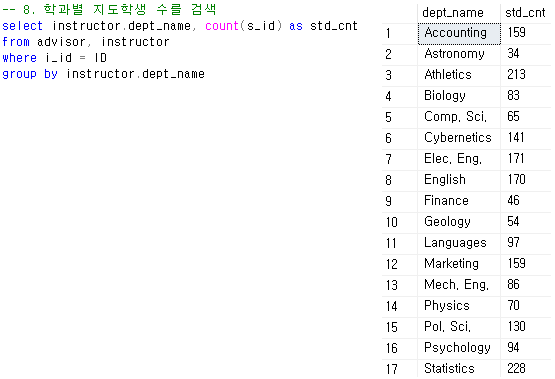 -- 8. 학과별 지도학생 수를 검색
select instructor.dept_name, count(s_id) as std_cnt
from advisor, instructor
where i_id = ID
group by instructor.dept_name
dept_name std_cnt
1 Accounting 159
2 Astronomy 34
3 Athletics 213
4 Biology 83
5 Comp. Sci. 65
6 Cybernetics 141
7 Elec. Eng. 171
8 English 170
9 Finance 46
10 Geology 54
11 Languages 97
12 Marketing 159
13 Mech. Eng. 86
14 Physics 70
15 Pol. Sci. 130
16 Psychology 94
17 Statistics 228